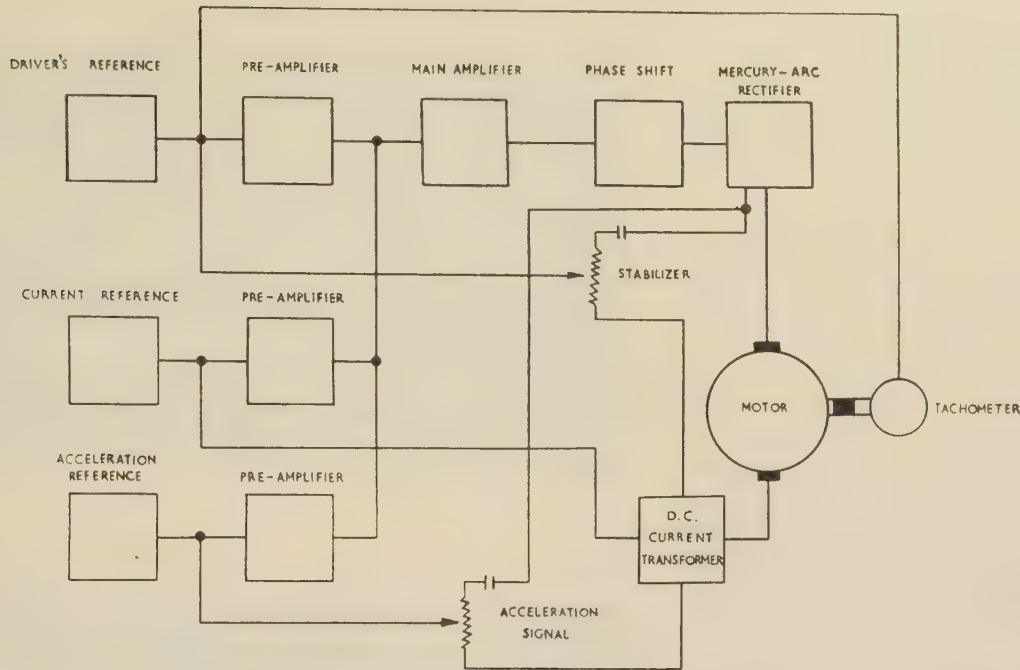 DRIVER'S REFERENCE
PRE-AMPLIFIER
MAIN AMPLIFIER
PHASE SHIFT
MERCURY-ARC
RECTIFIER
STABILIZER
CURRENT REFERENCE
PRE-AMPLIFIER
MOTOR
TACHOMETER
ACCELERATION
REFERENCE
PRE-AMPLIFIER
D.C.
CURRENT
TRANSFORMER
ACCELERATION
SIGNAL